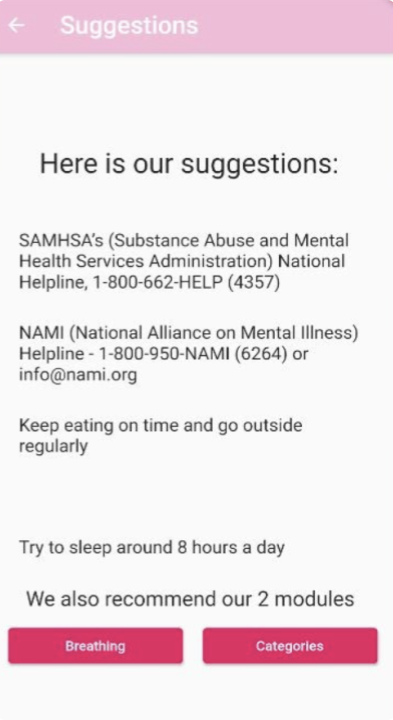 Suggestions
Here is our suggestions:
SAMHSA's (Substance Abuse and Mental
Health Services Administration) National
Helpline, 1-800-662-HELP (4357)
NAMI (National Alliance on Mental Illness)
Helpline - 1-800-950-NAMI (6264) or
info@nami.org
Keep eating on time and go outside
regularly
Try to sleep around 8 hours a day
We also recommend our 2 modules
Breathing
Categories